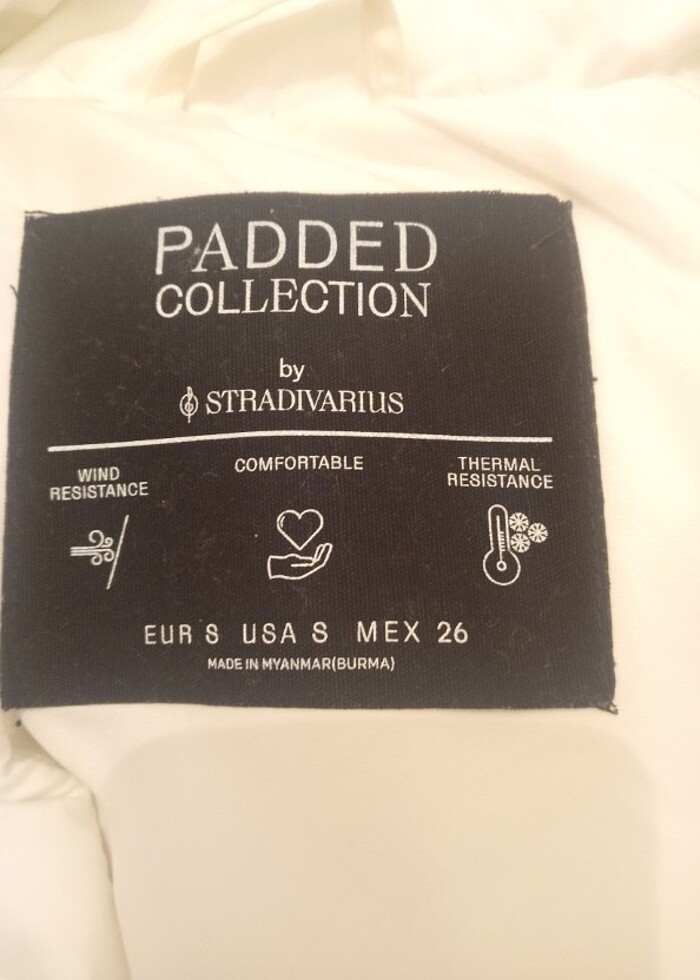 PADDED
COLLECTION
by
STRADIVARIUS
WIND
RESISTANCE
COMFORTABLE
THERMAL
RESISTANCE
EUR S USA S MEX 26
MADE IN MYANMAR(BURMA)